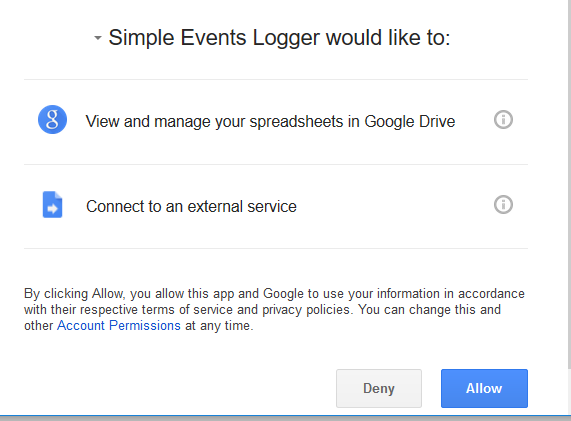 Simple Events Logger would like to:
View and manage your spreadsheets in Google Drive
Connect to an external service
By clicking Allow, you allow this app and Google to use your information in accordance
with their respective terms of service and privacy policies. You can change this and
other Account Permissions at any time.
Deny
Allow